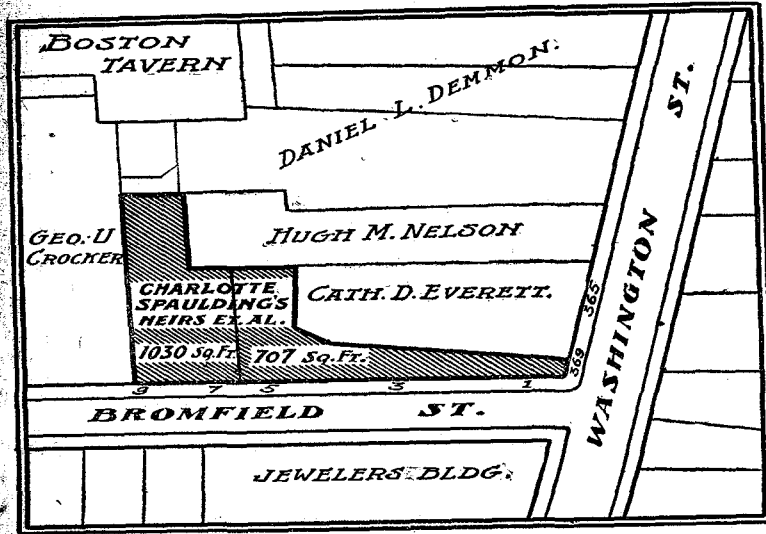 BOSTON
TAVERN
DANIEL L. DEMMON.
ST.
GEO. U
CROCKER
HUGH M. NELSON
CHARLOTTE
SPAULDING'S
HEIRS ET. AL.
CATH. D. EVERETT.
365
1030 Sq. Ft.
707 Sq. Ft.
369
WASHINGTON
9 7 5 3 1
BROMFIELD ST.
JEWELERS BLDG.